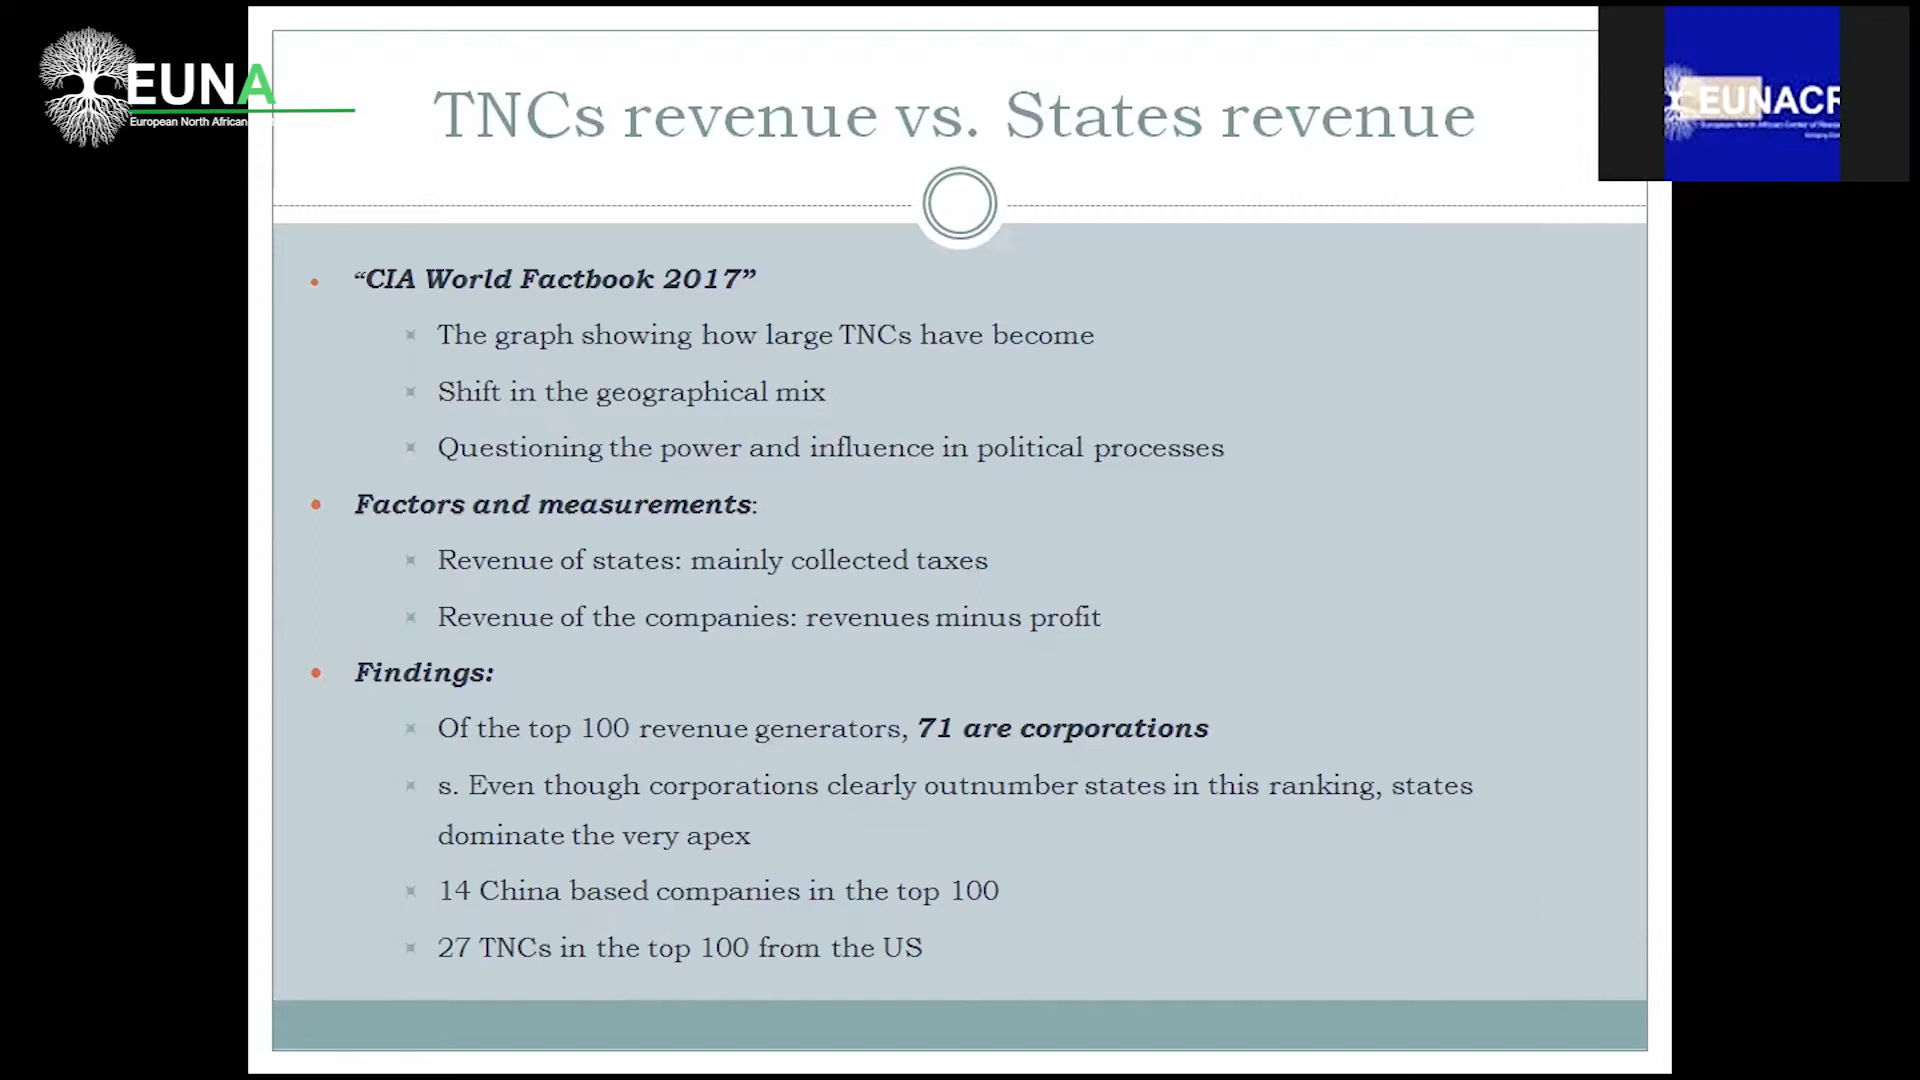 EUNA
European North African
TNCs revenue vs. States revenue
EUNACR
“CIA World Factbook 2017”
The graph showing how large TNCs have become
Shift in the geographical mix
Questioning the power and influence in political processes
Factors and measurements:
Revenue of states: mainly collected taxes
Revenue of the companies: revenues minus profit
Findings:
Of the top 100 revenue generators, 71 are corporations
s. Even though corporations clearly outnumber states in this ranking, states
dominate the very apex
14 China based companies in the top 100
27 TNCs in the top 100 from the US